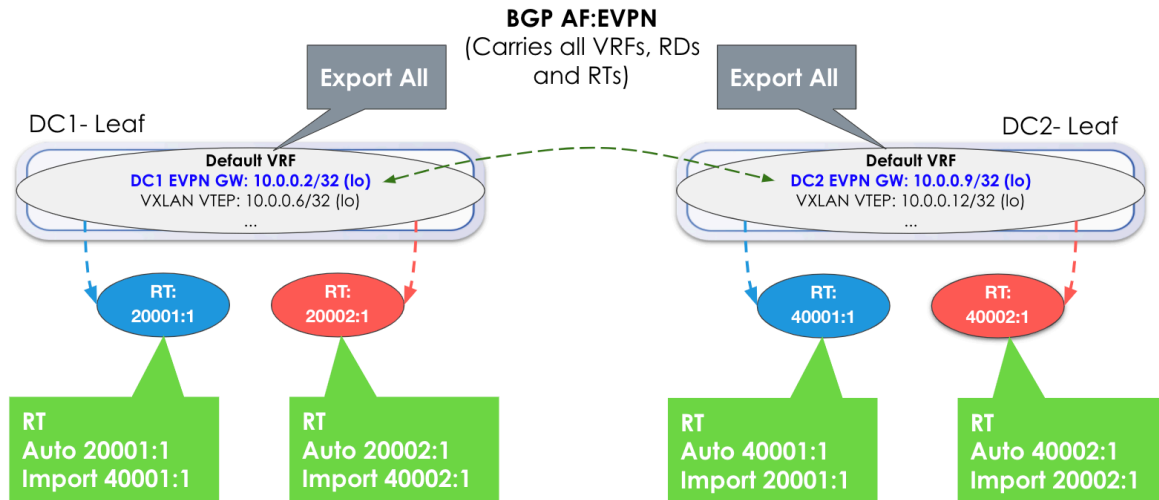 BGP AF:EVPN
(Carries all VRFs, RDs
and RTs)
Export All
Export All
DC1- Leaf
DC2- Leaf
Default VRF
DC1 EVPN GW: 10.0.0.2/32 (lo)
VXLAN VTEP: 10.0.0.6/32 (lo)
...
Default VRF
DC2 EVPN GW: 10.0.0.9/32 (lo)
VXLAN VTEP: 10.0.0.12/32 (lo)
...
RT:
20001:1
RT:
20002:1
RT:
40001:1
RT:
40002:1
RT
Auto 20001:1
Import 40001:1
RT
Auto 20002:1
Import 40002:1
RT
Auto 40001:1
Import 20001:1
RT
Auto 40002:1
Import 20002:1